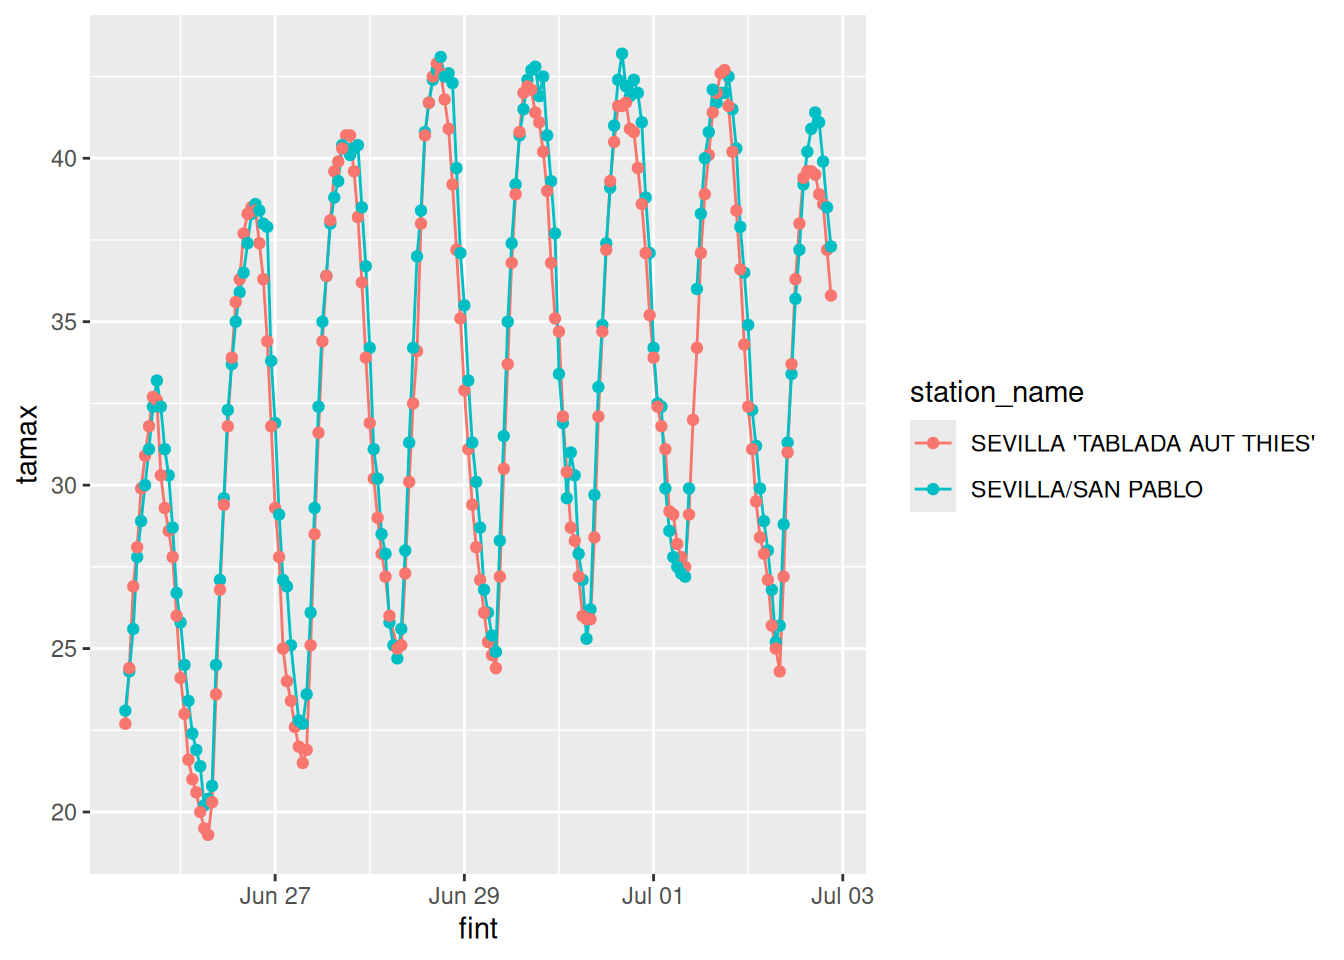 tamax
40
35
30
25
20
Jun 27
Jun 29
Jul 01
Jul 03
fint
station_name
SEVILLA 'TABLADA AUT THIES'
SEVILLA/SAN PABLO